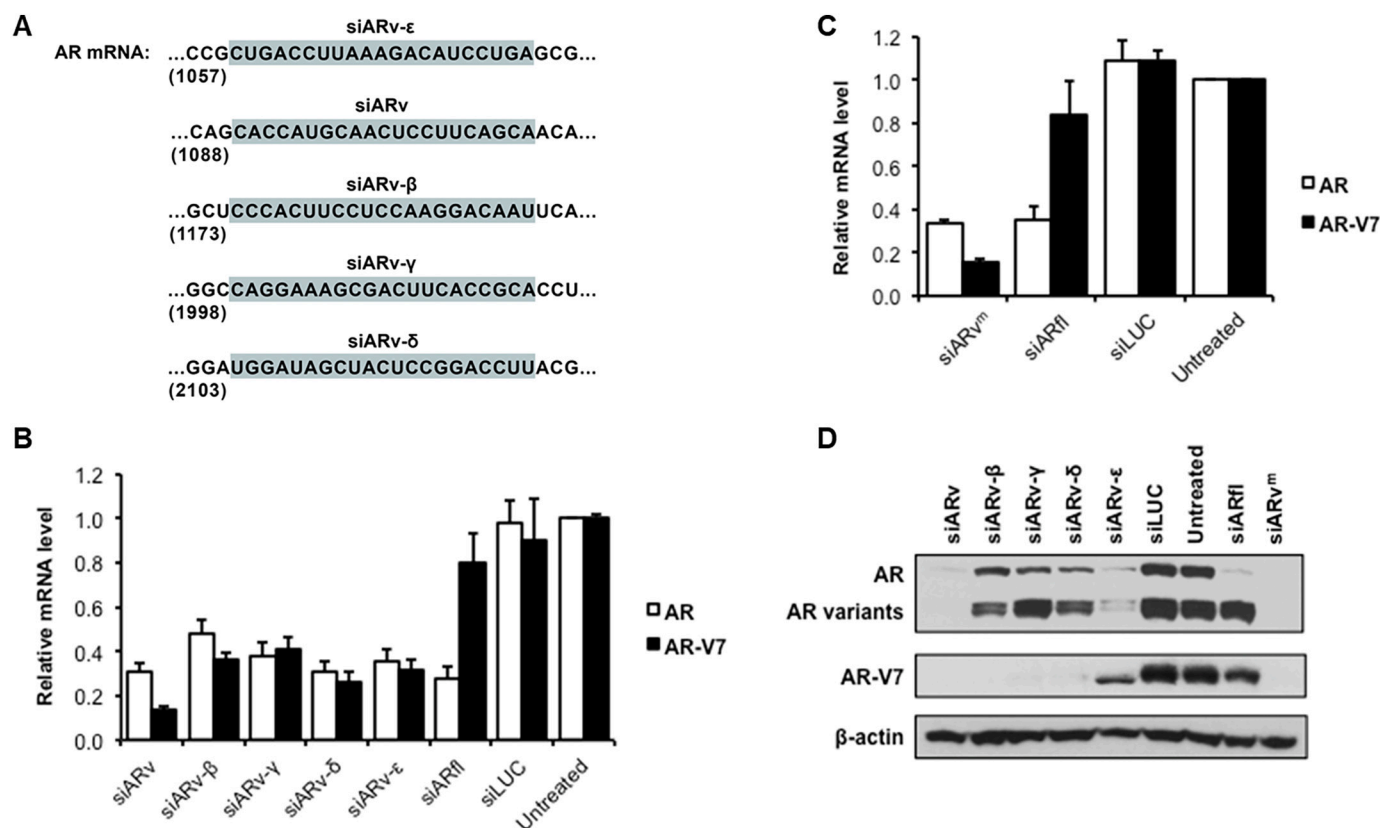 A
siARv-ε
AR mRNA: ...CCGCUGACCUUAAAGACAUCCUGAGCG...
(1057)
siARv
...CAGCACCAUGCAACUCCUUCAGCAACA...
(1088)
siARv-β
...GCUCCCACUUCCUCCAAGGACAAUUCA...
(1173)
siARv-γ
...GGCCAGGAAAGCGACUUCACCGCACCU...
(1998)
siARv-δ
...GGAUGGAUAGCUACUCCGGACCUUACG...
(2103)
B
Relative mRNA level
1.2
1.0
0.8
0.6
0.4
0.2
0.0
siARv
siARv-β
siARv-γ
siARv-δ
siARv-ε
siARfl
siLUC
Untreated
AR
AR-V7
C
Relative mRNA level
1.2
1.0
0.8
0.6
0.4
0.2
0.0
siARvᵐ
siARfl
siLUC
Untreated
AR
AR-V7
D
siARv
siARv-β
siARv-γ
siARv-δ
siARv-ε
siLUC
Untreated
siARfl
siARvᵐ
AR
AR variants
AR-V7
β-actin